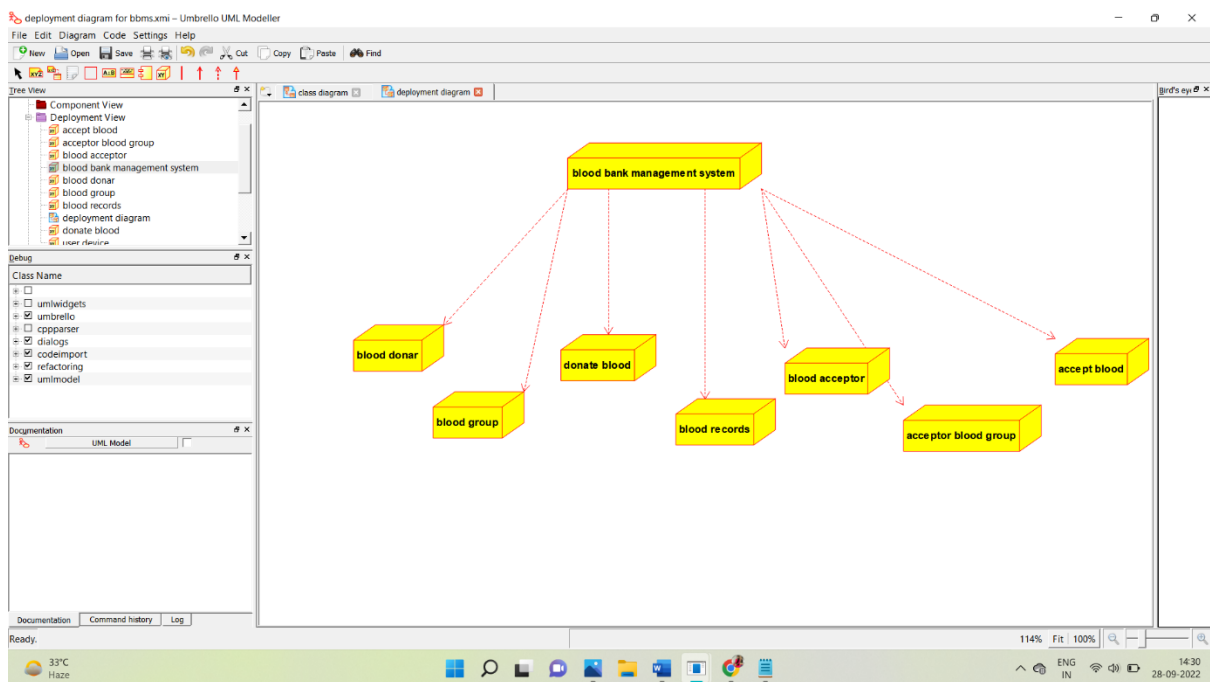 deployment diagram for bbms.xmi – Umbrello UML Modeller
File Edit Diagram Code Settings Help
New Open Save Cut Copy Paste Find
Tree View
class diagram
deployment diagram
Bird's eye
Component View
Deployment View
accept blood
acceptor blood group
blood acceptor
blood bank management system
blood donar
blood group
blood records
deployment diagram
donate blood
user device
Debug
Class Name
umlwidgets
umbrello
cppparser
dialogs
codeimport
refactoring
umlmodel
Documentation
UML Model
blood bank management system
blood donar
donate blood
blood acceptor
accept blood
blood group
blood records
acceptor blood group
Documentation Command history Log
Ready.
114% Fit 100%
33°C
Haze
ENG
IN
14:30
28-09-2022